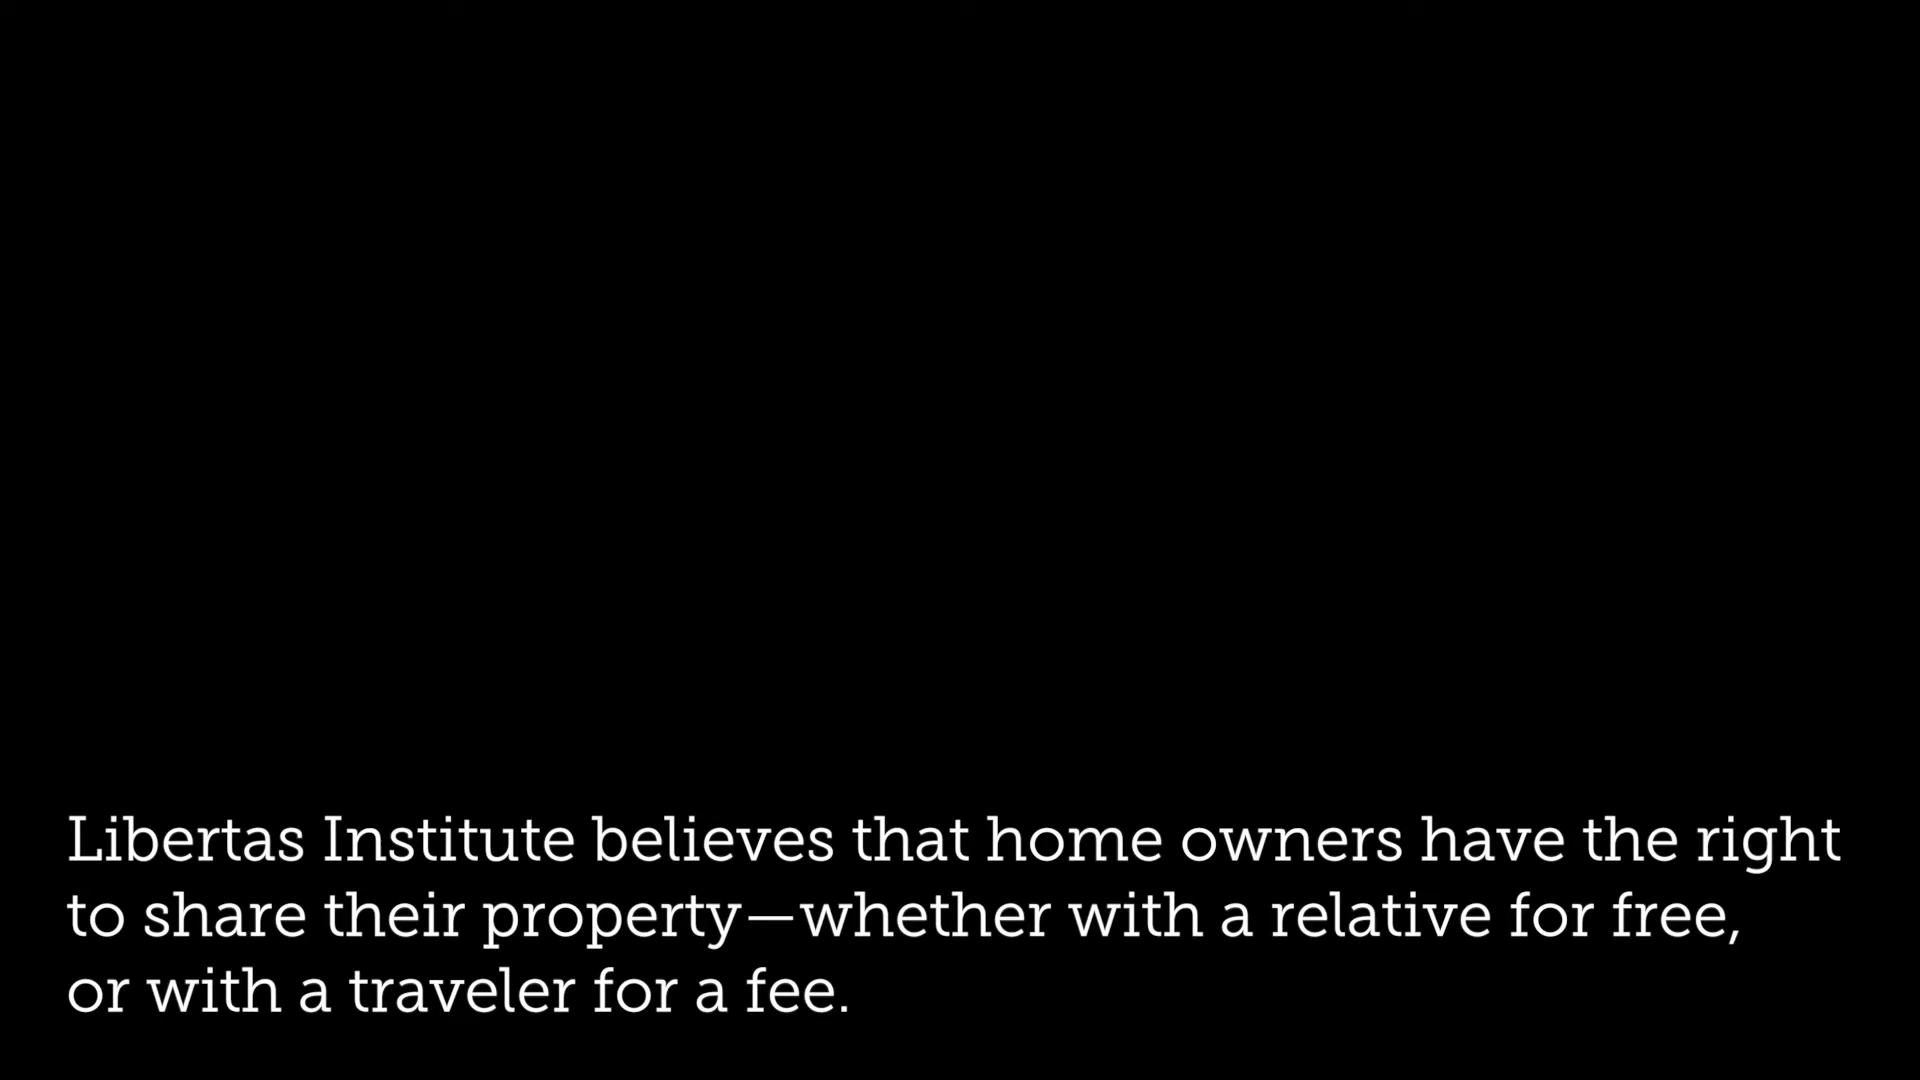 Libertas Institute believes that home owners have the right
to share their property—whether with a relative for free,
or with a traveler for a fee.